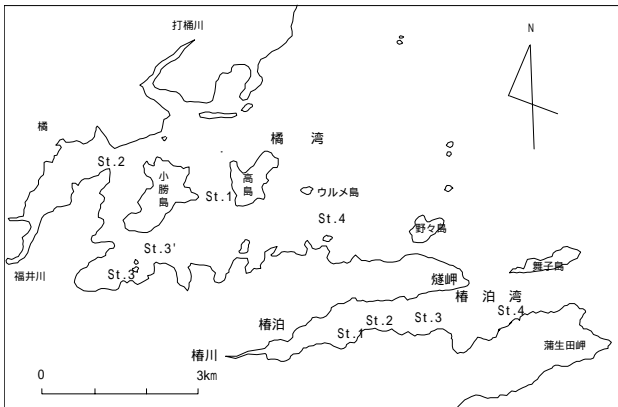 打樋川
N
橘
橘 湾
St.2
小勝島
高島
St.1
ウルメ島
St.4
野々島
St.3'
福井川
St.3
燧岬
舞子島
椿 泊 湾
椿泊
St.1
St.2
St.3
St.4
椿川
蒲生田岬
0
3km